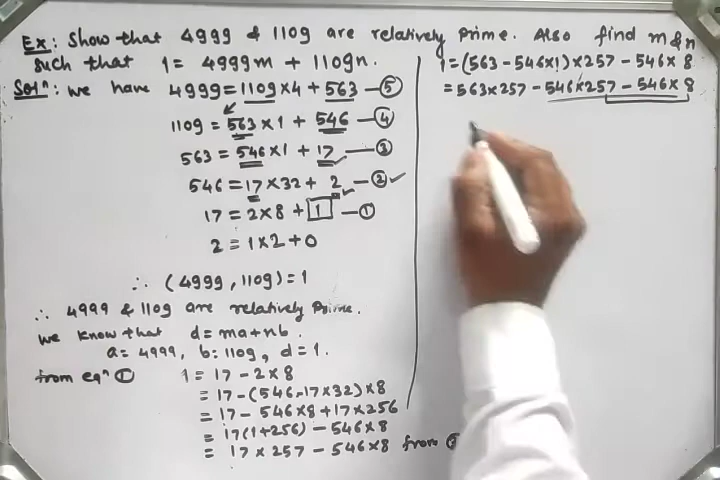 Ex: Show that 4999 & 1109 are relatively prime. Also find m & n
such that 1 = 4999m + 1109n.
Solⁿ: we have 4999 = 1109 × 4 + 563 — ⑤
1109 = 563 × 1 + 546 — ④
563 = 546 × 1 + 17 — ③
546 = 17 × 32 + 2 — ②
17 = 2 × 8 + 1 — ①
2 = 1 × 2 + 0
∴ (4999, 1109) = 1
∴ 4999 & 1109 are relatively Prime.
we know that d = ma + nb.
a = 4999, b = 1109, d = 1.
from eqⁿ ① 1 = 17 - 2 × 8
= 17 - (546 - 17 × 32) × 8
= 17 - 546 × 8 + 17 × 256
= 17(1 + 256) - 546 × 8
= 17 × 257 - 546 × 8 from
1 = (563 - 546 × 1) × 257 - 546 × 8
= 563 × 257 - 546 × 257 - 546 × 8